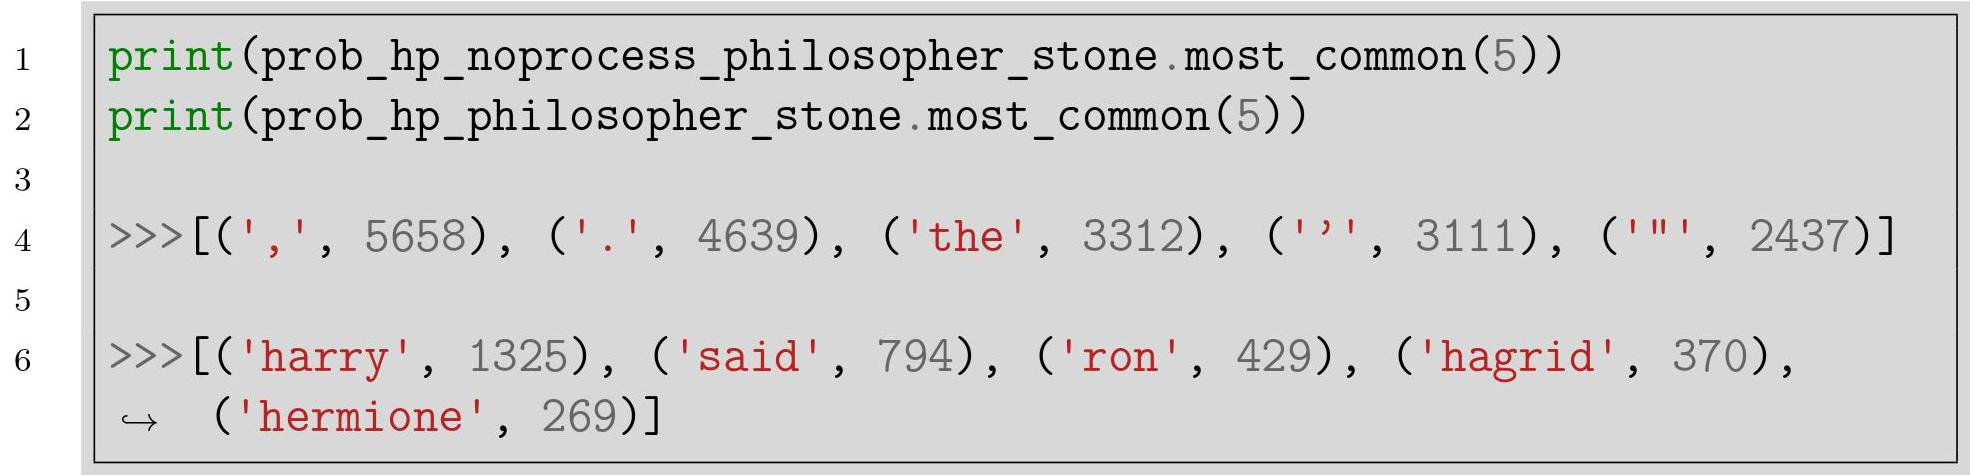 1 print(prob_hp_noprocess_philosopher_stone.most_common(5))
2 print(prob_hp_philosopher_stone.most_common(5))
3
4 >>>[(',', 5658), ('.', 4639), ('the', 3312), ('’', 3111), ('"', 2437)]
5
6 >>>[('harry', 1325), ('said', 794), ('ron', 429), ('hagrid', 370),
↪ ('hermione', 269)]